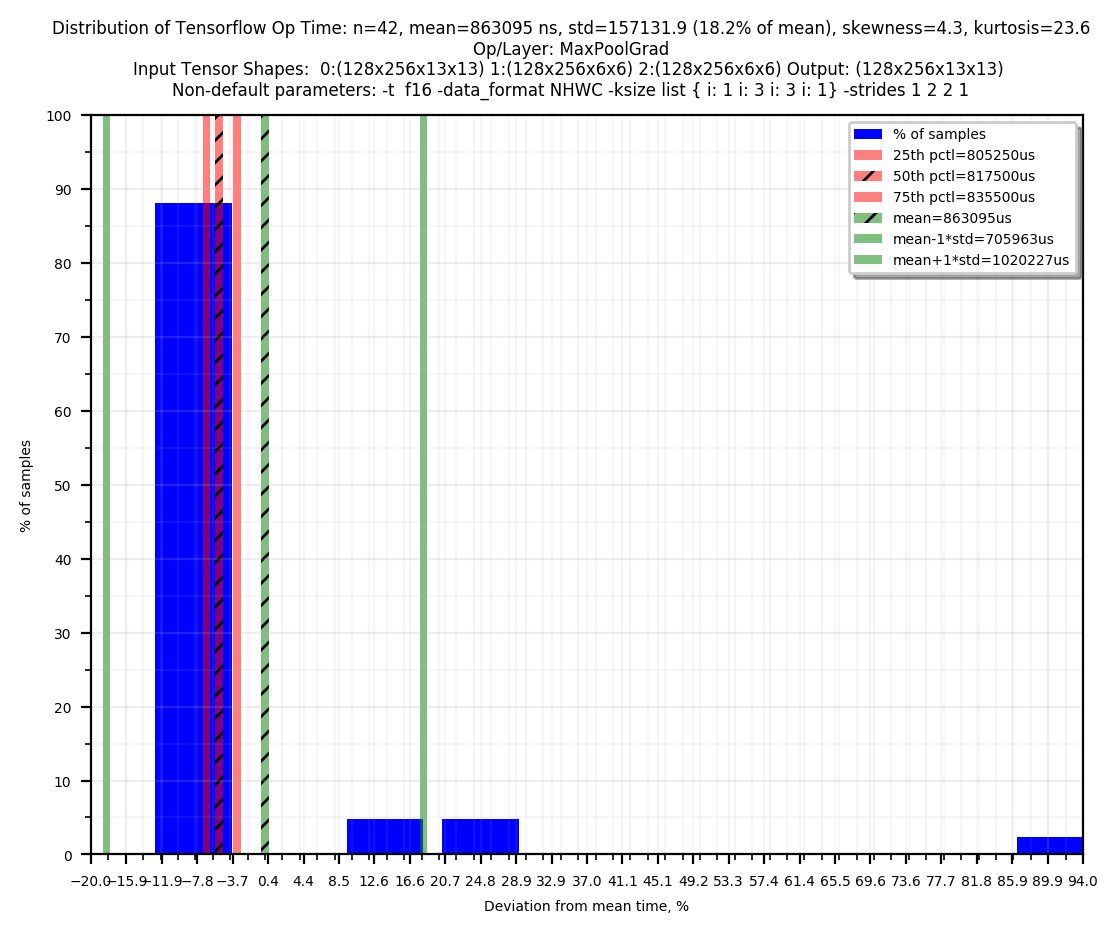 Distribution of Tensorflow Op Time: n=42, mean=863095 ns, std=157131.9 (18.2% of mean), skewness=4.3, kurtosis=23.6
Op/Layer: MaxPoolGrad
Input Tensor Shapes:  0:(128x256x13x13) 1:(128x256x6x6) 2:(128x256x6x6) Output: (128x256x13x13)
Non-default parameters: -t  f16 -data_format NHWC -ksize list { i: 1 i: 3 i: 3 i: 1} -strides 1 2 2 1
% of samples
25th pctl=805250us
50th pctl=817500us
75th pctl=835500us
mean=863095us
mean-1*std=705963us
mean+1*std=1020227us
100
90
80
70
60
50
40
30
20
10
0
% of samples
−20.0 −15.9 −11.9 −7.8 −3.7 0.4 4.4 8.5 12.6 16.6 20.7 24.8 28.9 32.9 37.0 41.1 45.1 49.2 53.3 57.4 61.4 65.5 69.6 73.6 77.7 81.8 85.9 89.9 94.0
Deviation from mean time, %